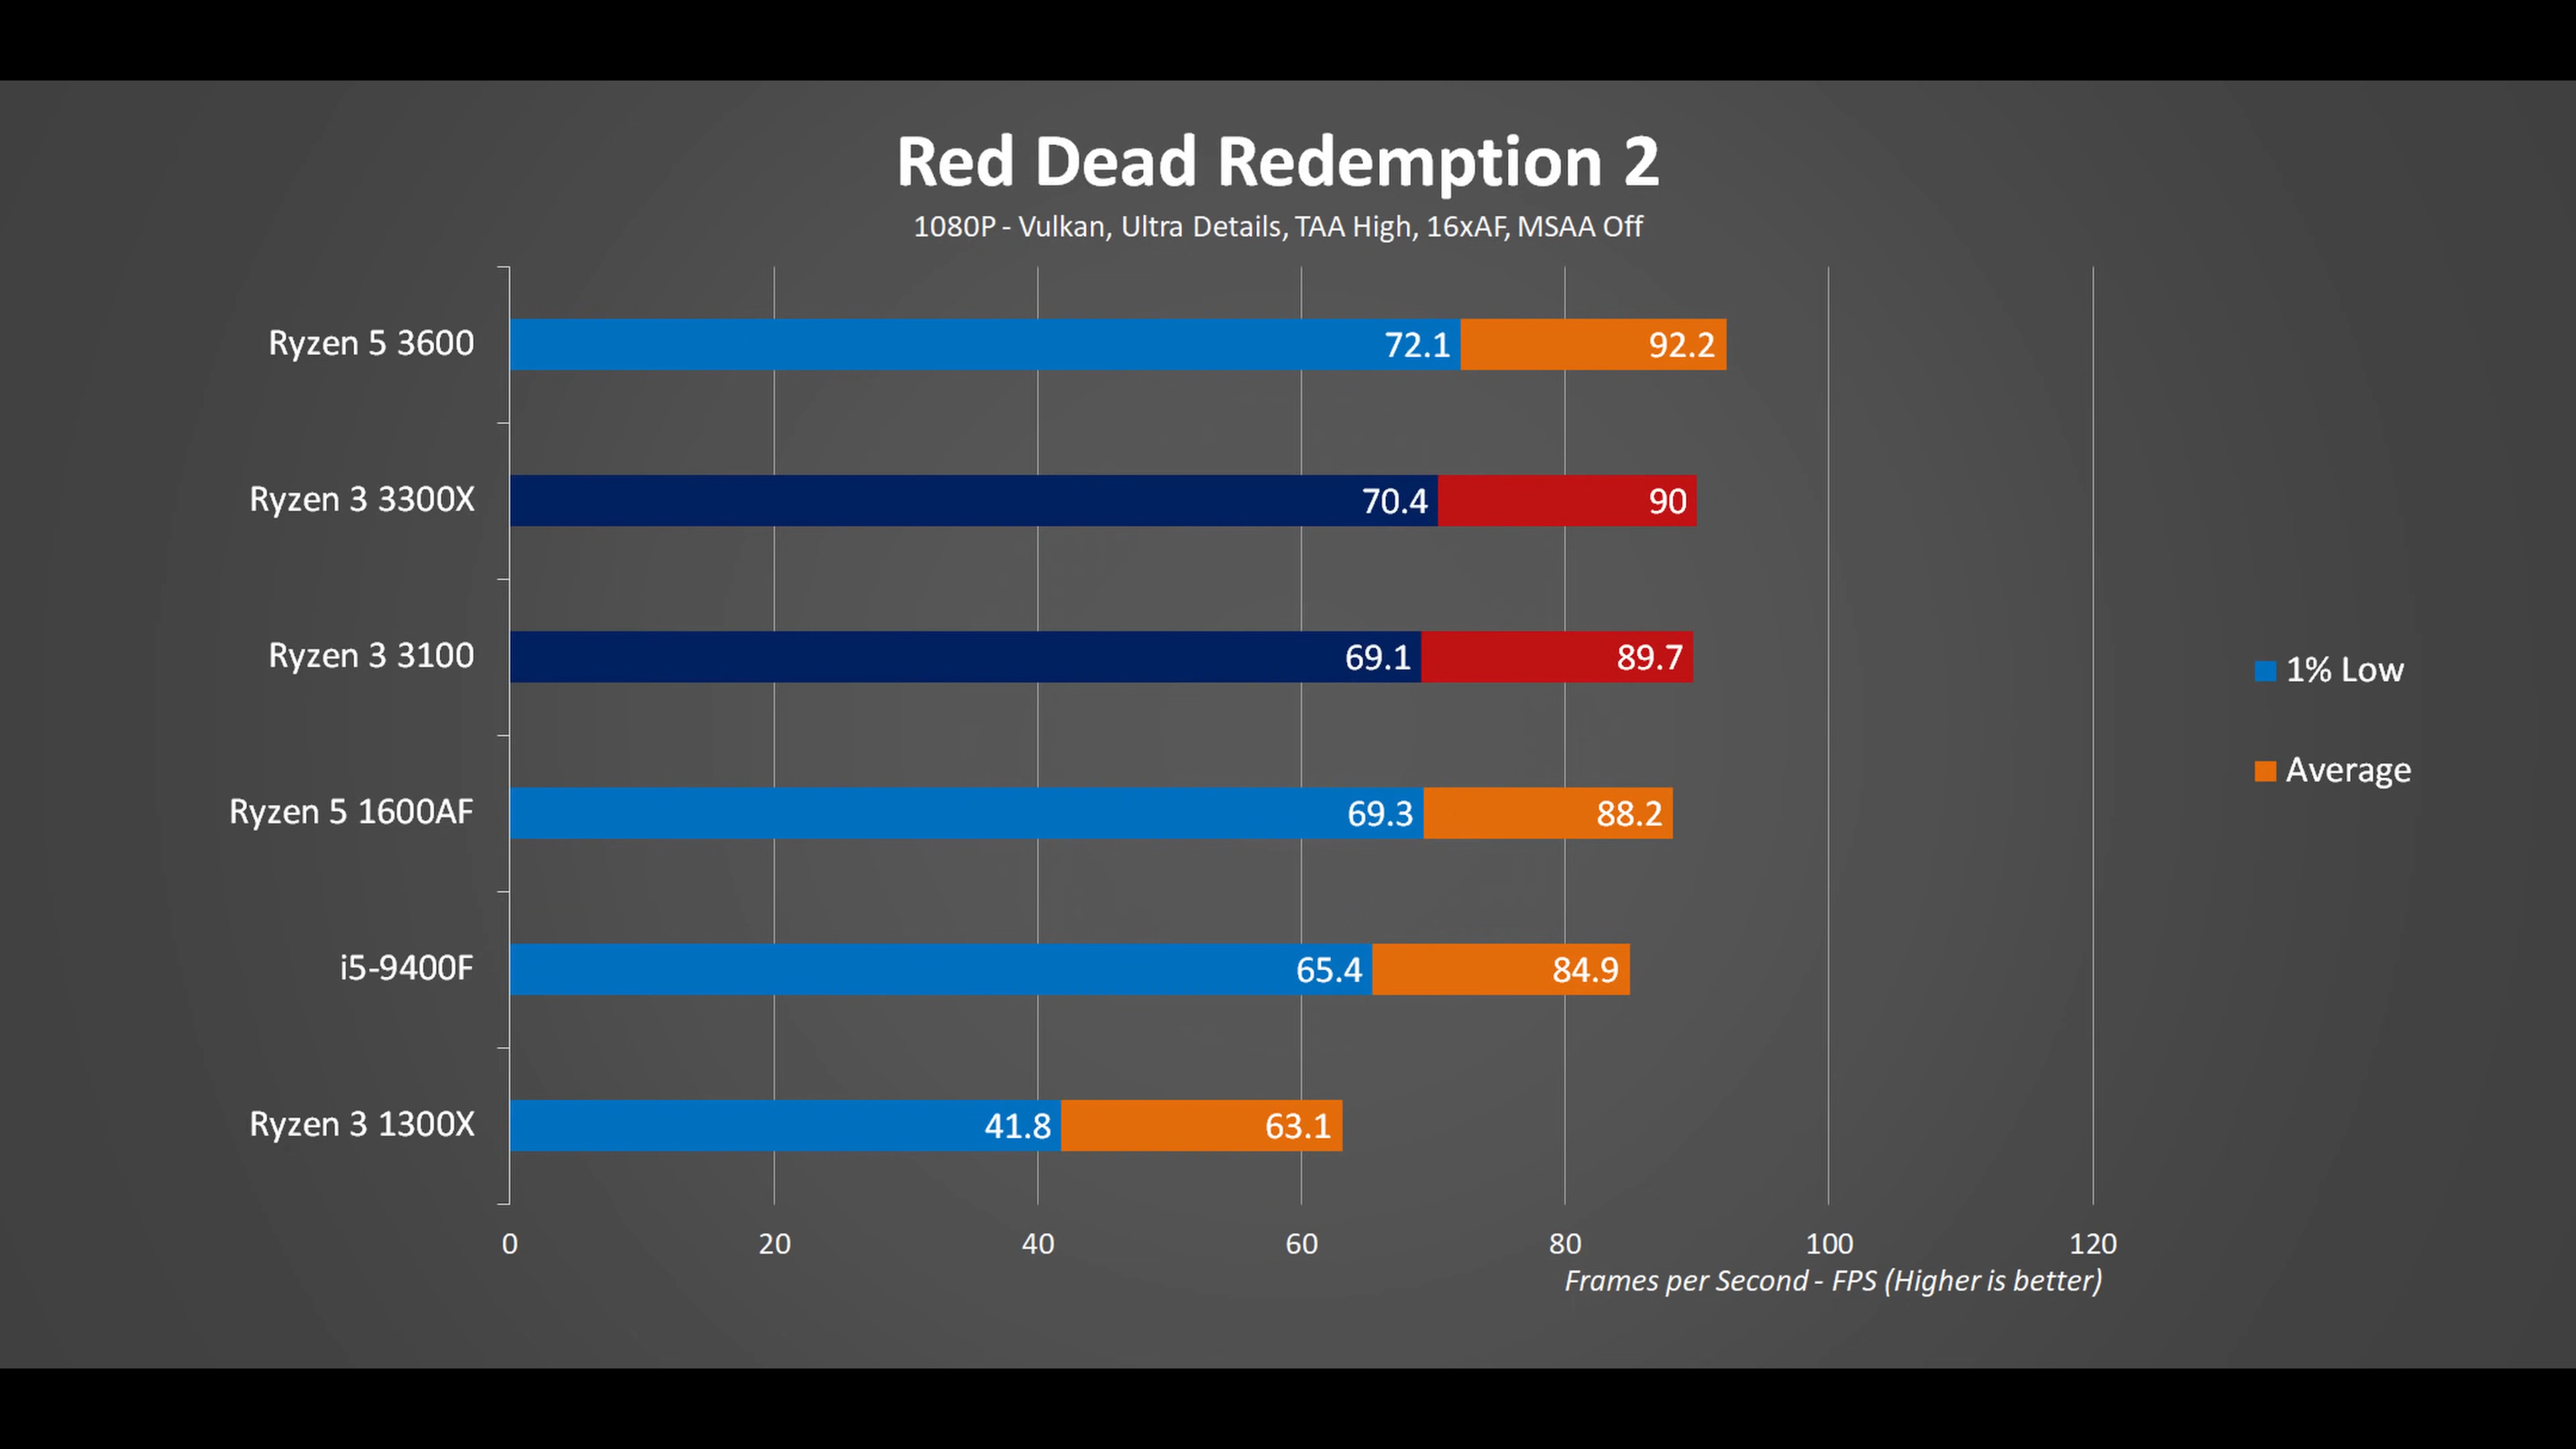 Red Dead Redemption 2
1080P - Vulkan, Ultra Details, TAA High, 16xAF, MSAA Off
Ryzen 5 3600 72.1 92.2
Ryzen 3 3300X 70.4 90
Ryzen 3 3100 69.1 89.7
Ryzen 5 1600AF 69.3 88.2
i5-9400F 65.4 84.9
Ryzen 3 1300X 41.8 63.1
0 20 40 60 80 100 120
Frames per Second - FPS (Higher is better)
1% Low
Average